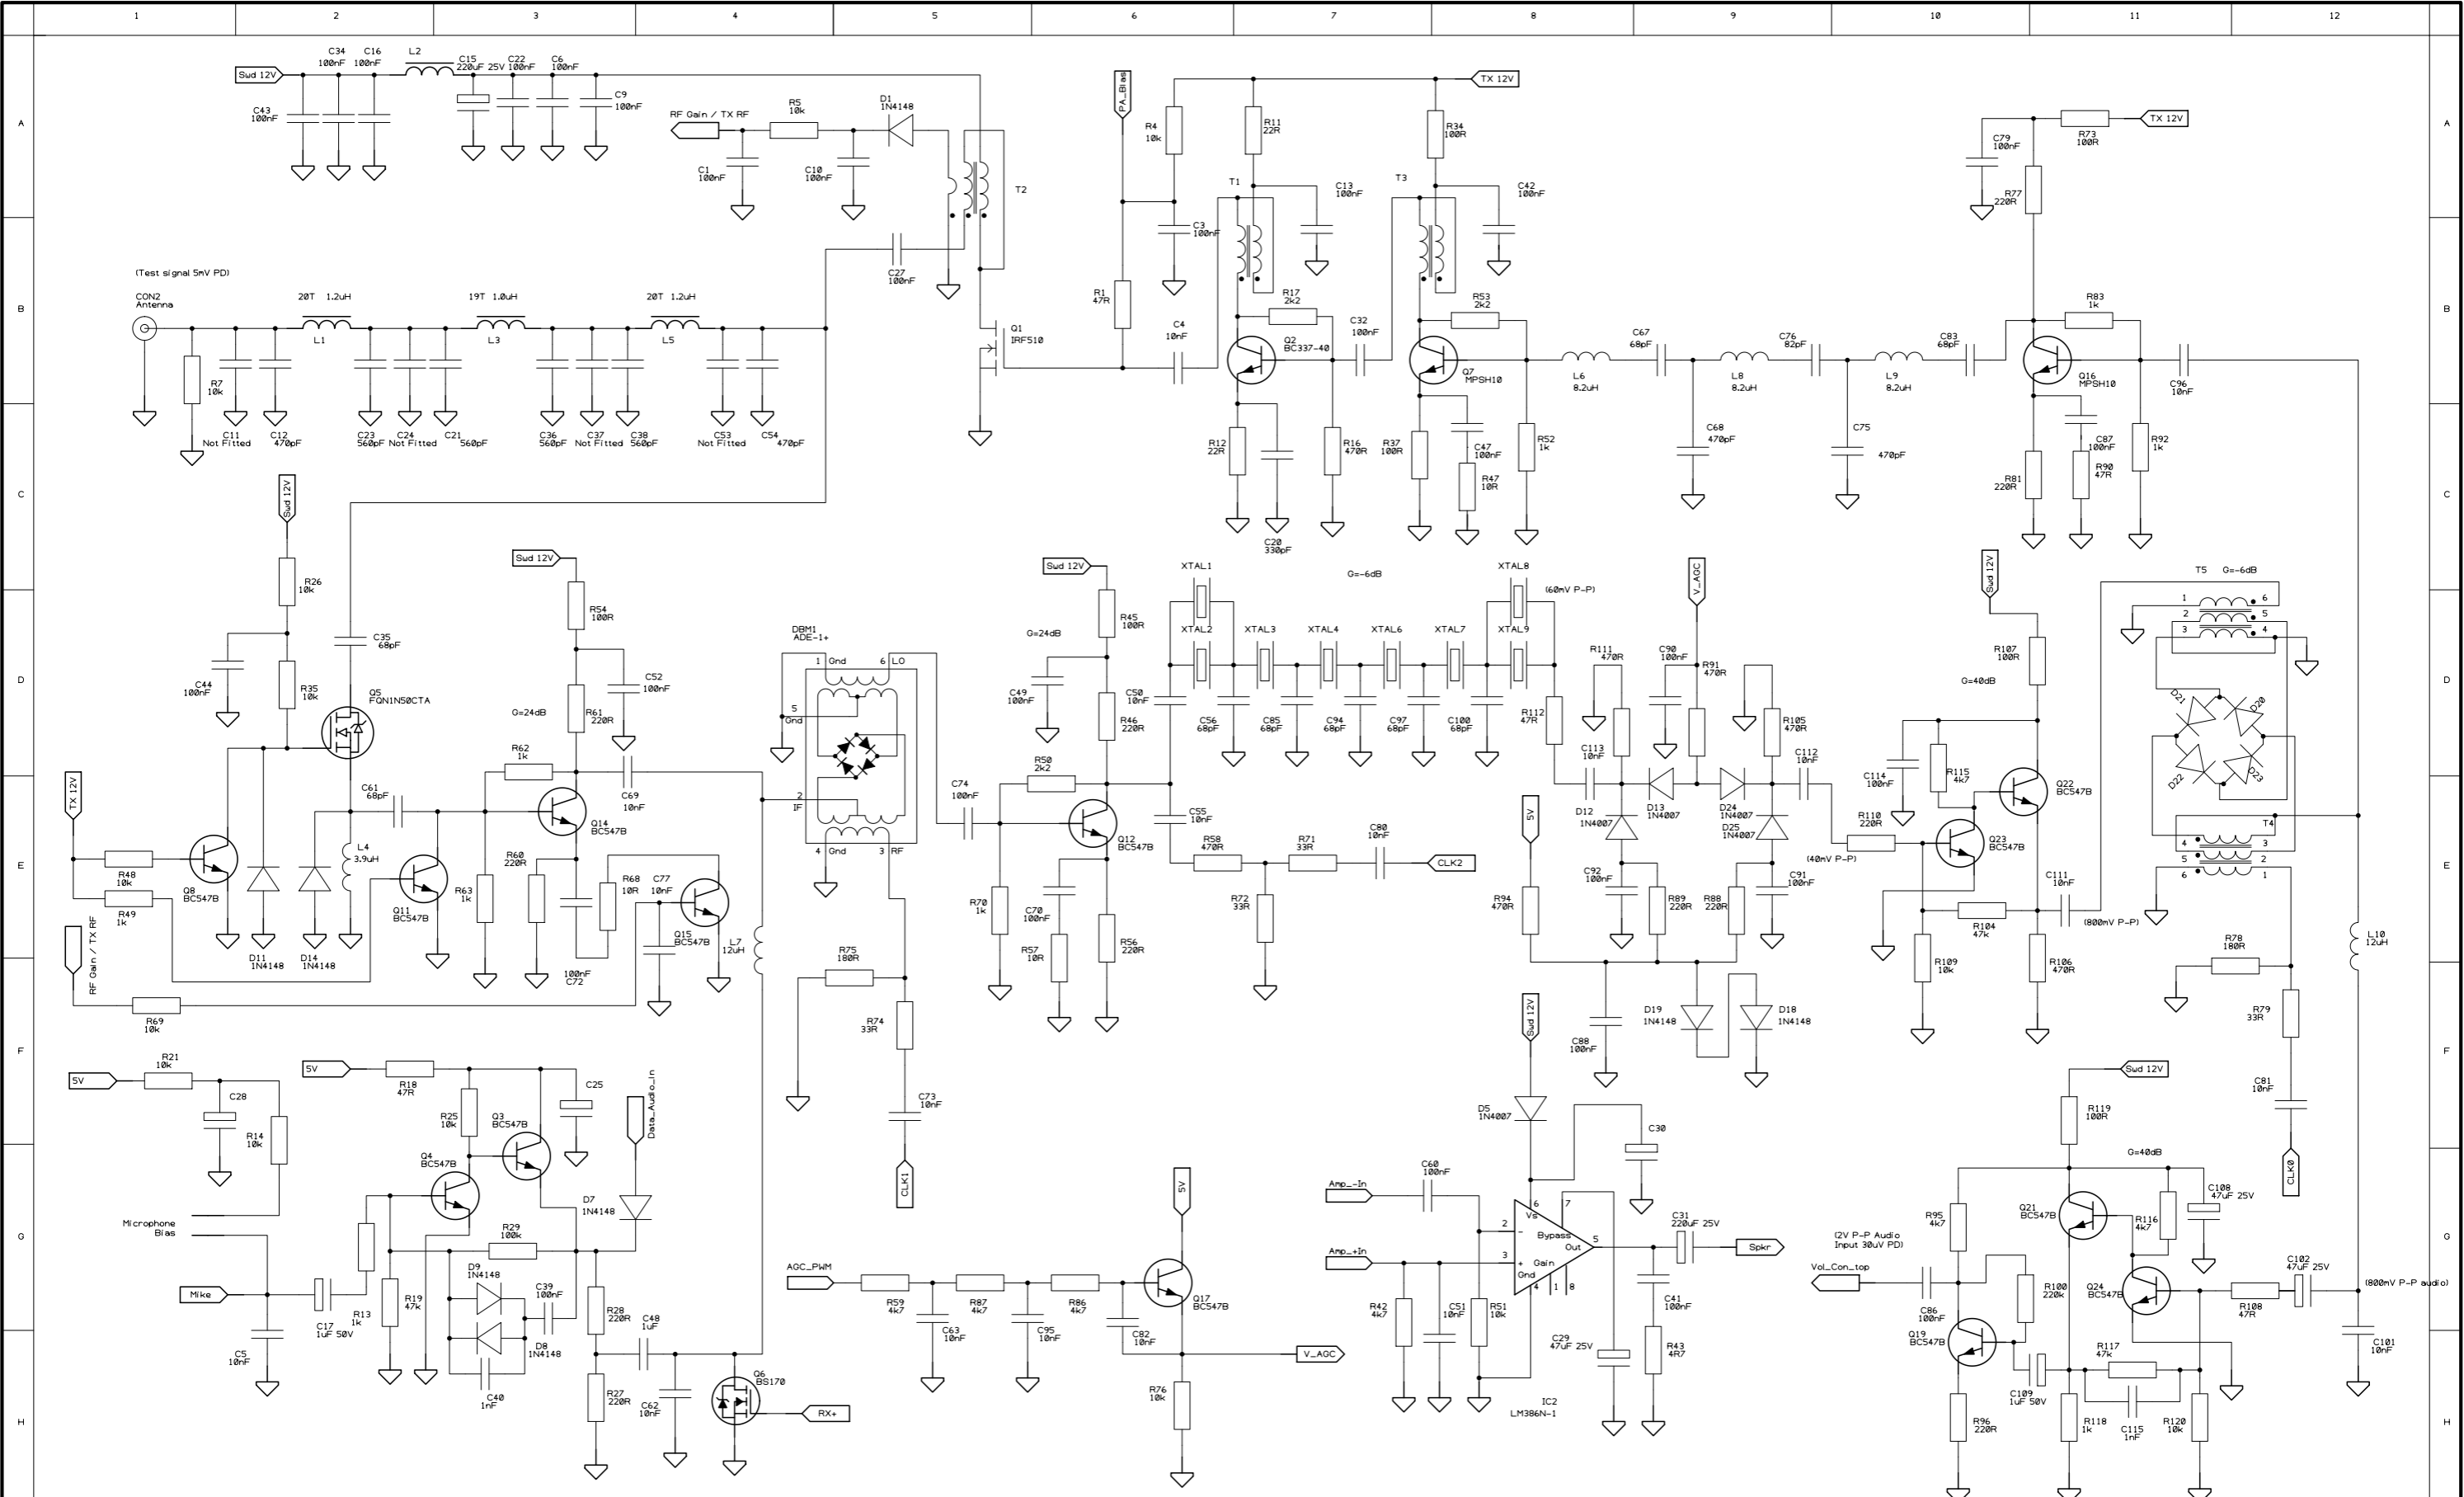 1 2 3 4 5 6 7 8 9 10 11 12
A
Swd 12V
C34
100nF
C16
100nF
L2
C15
220uF 25V
C22
100nF
C6
100nF
C43
100nF
C9
100nF
RF Gain / TX RF
R5
10k
D1
1N4148
C1
100nF
C10
100nF
T2
PA_Bias
R4
10k
R11
22R
R34
100R
TX 12V
T1
C13
100nF
T3
C42
100nF
C79
100nF
R73
100R
TX 12V
R77
220R
A
B
(Test signal 5mV PD)
CON2
Antenna
20T 1.2uH
L1
19T 1.0uH
L3
20T 1.2uH
L5
C27
100nF
Q1
IRF510
R1
47R
C3
100nF
C4
10nF
R17
2k2
Q2
BC337-40
C32
100nF
R53
2k2
Q7
MPSH10
L6
8.2uH
C67
68pF
L8
8.2uH
C76
82pF
L9
8.2uH
C83
68pF
R83
1k
Q16
MPSH10
C96
10nF
B
R7
10k
C11
Not Fitted
C12
470pF
C23
560pF
C24
Not Fitted
C21
560pF
C36
560pF
C37
Not Fitted
C38
560pF
C53
Not Fitted
C54
470pF
C
R12
22R
C20
330pF
R16
470R
R37
100R
C47
100nF
R47
10R
R52
1k
C68
470pF
C75
470pF
R81
220R
C87
100nF
R90
47R
R92
1k
C
Swd 12V
R26
10k
Swd 12V
R54
100R
Swd 12V
R45
100R
XTAL1
G=-6dB
XTAL8
(60mV P-P)
V_AGC
Swd 12V
T5 G=-6dB
1
2
3
6
5
4
D
C44
100nF
R35
10k
C35
68pF
Q5
FQN1N50CTA
G=24dB
R61
220R
C52
100nF
R62
1k
DBM1
ADE-1+
1 Gnd
6 LO
5
Gnd
2
IF
4 Gnd
3 RF
G=24dB
C49
100nF
R46
220R
R50
2k2
C50
10nF
XTAL2
XTAL3
XTAL4
XTAL6
XTAL7
XTAL9
C56
68pF
C85
68pF
C94
68pF
C97
68pF
C100
68pF
R112
47R
R111
470R
C113
10nF
C90
100nF
R91
470R
R105
470R
C112
10nF
R107
100R
G=40dB
D21
D20
D22
D23
D
E
TX 12V
R48
10k
R49
1k
Q8
BC547B
D11
1N4148
D14
1N4148
L4
3.9uH
C61
68pF
Q11
BC547B
R63
1k
Q14
BC547B
R60
220R
100nF
C72
R68
10R
C69
10nF
C77
10nF
Q15
BC547B
L7
12uH
C74
100nF
R70
1k
C70
100nF
R57
10R
Q12
BC547B
R56
220R
C55
10nF
R58
470R
R71
33R
R72
33R
C80
10nF
CLK2
5V
R94
470R
D12
1N4007
D13
1N4007
D24
1N4007
D25
1N4007
C92
100nF
R89
220R
R88
220R
C91
100nF
C114
100nF
R115
4k7
Q22
BC547B
R110
220R
Q23
BC547B
(40mV P-P)
R104
47k
R109
10k
R106
470R
C111
10nF
(800mV P-P)
T4
4
5
6
3
2
1
R78
180R
L10
12uH
E
F
RF Gain / TX RF
R69
10k
R75
180R
R74
33R
C73
10nF
CLK1
Swd 12V
C88
100nF
D19
1N4148
D18
1N4148
R79
33R
C81
10nF
CLK0
F
5V
R21
10k
C28
R14
10k
5V
R18
47R
R25
10k
Q3
BC547B
C25
Data_Audio_In
D5
1N4007
C30
Swd 12V
R119
100R
G=40dB
G
Microphone
Bias
Mike
C5
10nF
C17
1uF 50V
R13
1k
R19
47k
Q4
BC547B
D7
1N4148
R29
100k
D9
1N4148
D8
1N4148
C39
100nF
C40
1nF
R28
220R
C48
1uF
AGC_PWM
R59
4k7
C63
10nF
R87
4k7
C95
10nF
R86
4k7
C82
10nF
5V
Q17
BC547B
V_AGC
Amp_-In
C60
100nF
Amp_+In
R42
4k7
C51
10nF
R51
10k
2
3
6
Vs
7
Bypass
Out
5
-
+
Gain
Gnd
4
1
8
C31
220uF 25V
Spkr
C41
100nF
R43
4R7
C29
47uF 25V
IC2
LM386N-1
(2V P-P Audio
Input 30uV PD)
Vol_Con_top
C86
100nF
R95
4k7
R100
220k
Q21
BC547B
R116
4k7
C108
47uF 25V
Q24
BC547B
R108
47R
C102
47uF 25V
(800mV P-P audio)
G
H
R27
220R
C62
10nF
Q6
BS170
RX+
R76
10k
Q19
BC547B
R96
220R
C109
1uF 50V
R118
1k
R117
47k
C115
1nF
R120
10k
C101
10nF
H